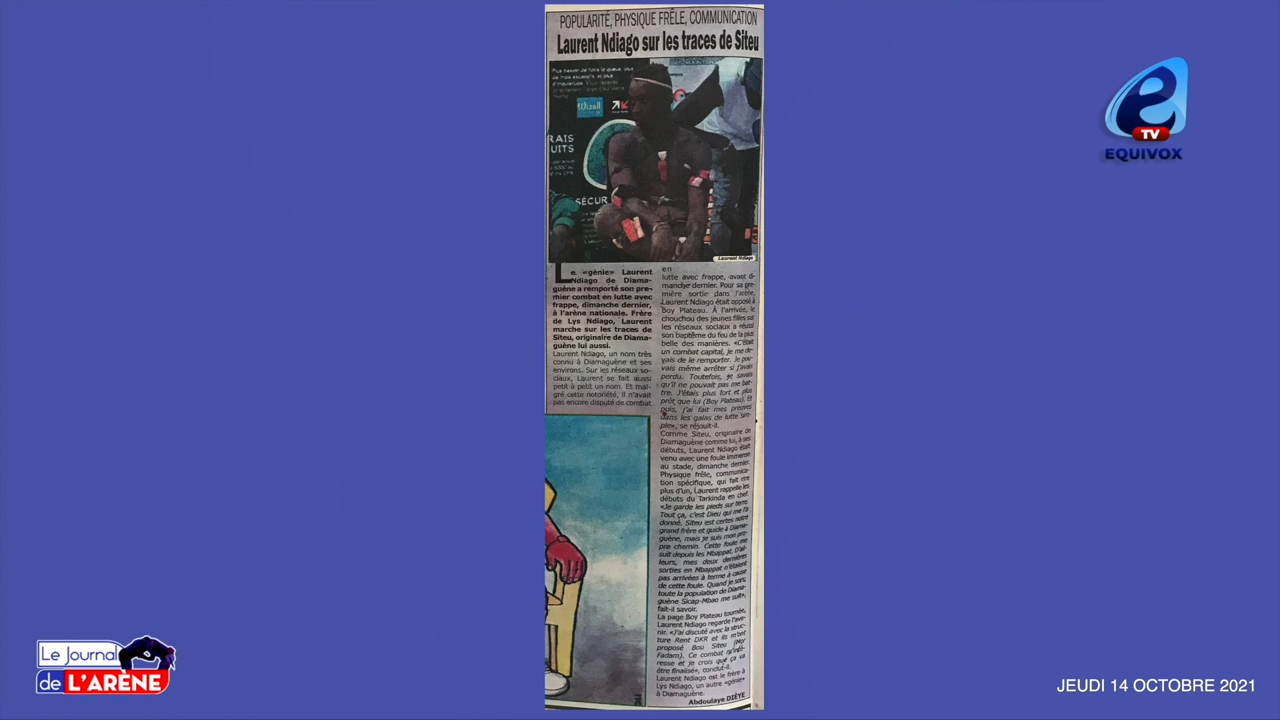 POPULARITÉ, PHYSIQUE FRÊLE, COMMUNICATION
Laurent Ndiago sur les traces de Siteu
Wizall
RAIS
UITS
SÉCUR
Laurent Ndiago
Le «génie» Laurent
Ndiago de Diama-
guène a remporté son pre-
mier combat en lutte avec
frappe, dimanche dernier,
à l'arène nationale. Frère
de Lys Ndiago, Laurent
marche sur les traces de
Siteu, originaire de Diama-
guène lui aussi.
Laurent Ndiago, un nom très
connu à Diamaguène et ses
environs. Sur les réseaux so-
ciaux, Laurent se fait aussi
petit à petit un nom. Et mal-
gré cette notoriété, il n'avait
pas encore disputé de combat
en
lutte avec frappe, avant di-
manche dernier. Pour sa pre-
mière sortie dans l'arène,
Laurent Ndiago était opposé à
Boy Plateau. À l'arrivée, le
chouchou des jeunes filles sur
les réseaux sociaux a réussi
son baptême du feu de la plus
belle des manières. «C'était
un combat capital, je me de-
vais de le remporter. Je pou-
vais même arrêter si j'avais
perdu. Toutefois, je savais
qu'il ne pouvait pas me bat-
tre. J'étais plus fort et plus
prêt que lui (Boy Plateau). Et
puis, j'ai fait mes preuves
dans les galas de lutte sim-
ple», se réjouit-il.
Comme Siteu, originaire de
Diamaguène comme lui, à ses
débuts, Laurent Ndiago était
venu avec une foule immense
au stade, dimanche dernier.
Physique frêle, communica-
tion spécifique, qui fait rire
plus d'un, Laurent rappelle les
débuts du Tarkinda en chef.
«Je garde les pieds sur terre.
Tout ça, c'est Dieu qui me l'a
donné. Siteu est certes notre
grand frère et guide à Diama-
guène, mais je suis mon pro-
pre chemin. Cette foule me
suit depuis les Mbappat. D'ail-
leurs, mes deux dernières
sorties en Mbappat n'étaient
pas arrivées à terme à cause
de cette foule. Quand je sors,
toute la population de Diama-
guène Sicap-Mbao me suit»,
fait-il savoir.
La page Boy Plateau tournée,
Laurent Ndiago regarde l'ave-
nir. «J'ai discuté avec la struc-
ture Rent DKR et ils m'ont
proposé Bou Siteu (Mor
Fadam). Ce combat m'inté-
resse et je crois que ça va
être finalisé», conclut-il.
Laurent Ndiago est le frère à
Lys Ndiago, un autre «génie»
à Diamaguène.
Abdoulaye DIÈYE
e
TV
EQUIVOX
Le Journal
de L'ARÈNE
JEUDI 14 OCTOBRE 2021